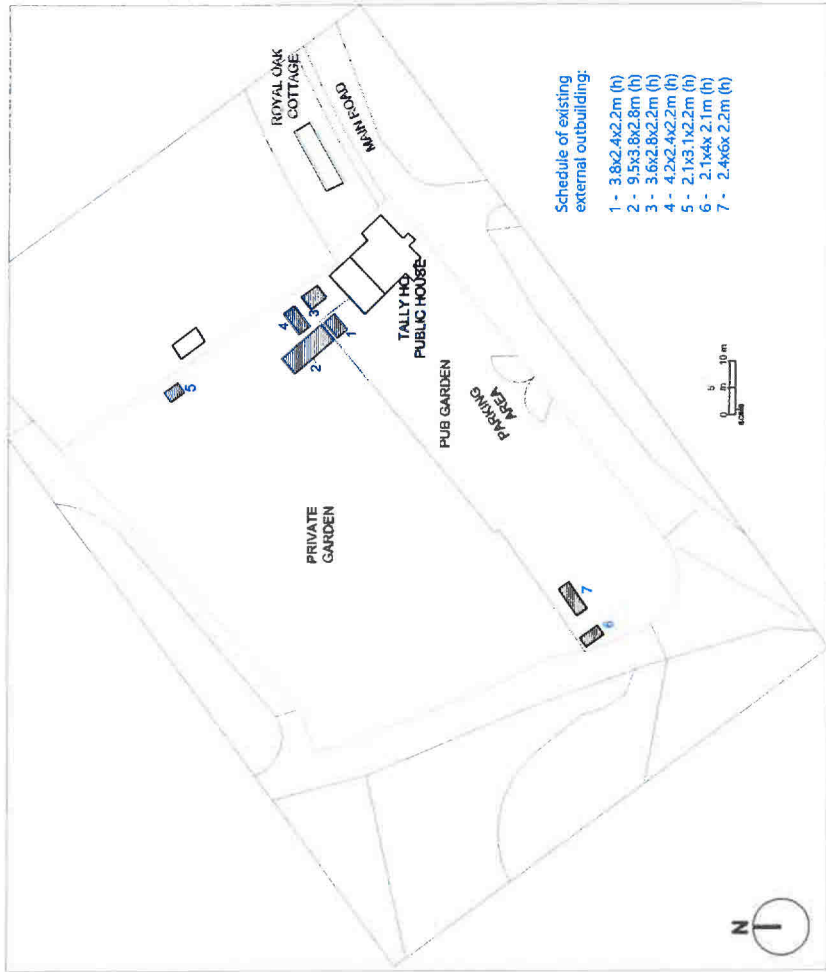 ROYAL OAK
COTTAGE
MAIN ROAD
4
3
5
2
1
TALLY HO
PUBLIC HOUSE
PUB GARDEN
PARKING
AREA
PRIVATE
GARDEN
7
6
Schedule of existing
external outbuilding:
1 - 3.8x2.4x2.2m (h)
2 - 9.5x3.8x2.8m (h)
3 - 3.6x2.8x2.2m (h)
4 - 4.2x2.4x2.2m (h)
5 - 2.1x3.1x2.2m (h)
6 - 2.1x4x 2.1m (h)
7 - 2.4x6x 2.2m (h)
0 5 10 m
m
SCALE
N